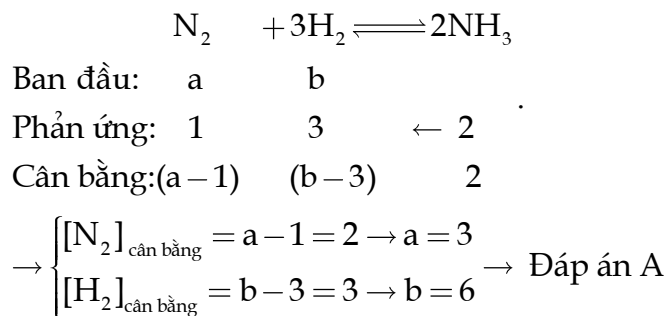 N₂ + 3H₂ ⇌ 2NH₃
Ban đầu: a b
Phản ứng: 1 3 ← 2
Cân bằng:(a – 1) (b – 3) 2 .
→ { [N₂] cân bằng = a – 1 = 2 → a = 3
[H₂] cân bằng = b – 3 = 3 → b = 6 → Đáp án A